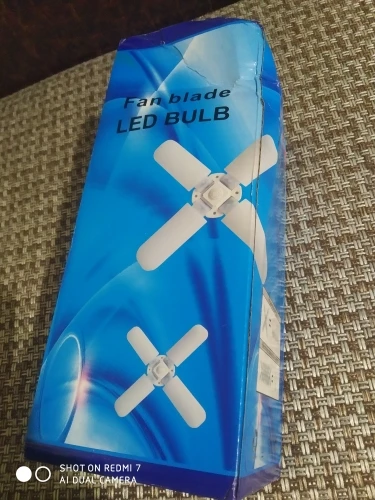 Fan blade
LED BULB
SHOT ON REDMI 7
AI DUAL CAMERA